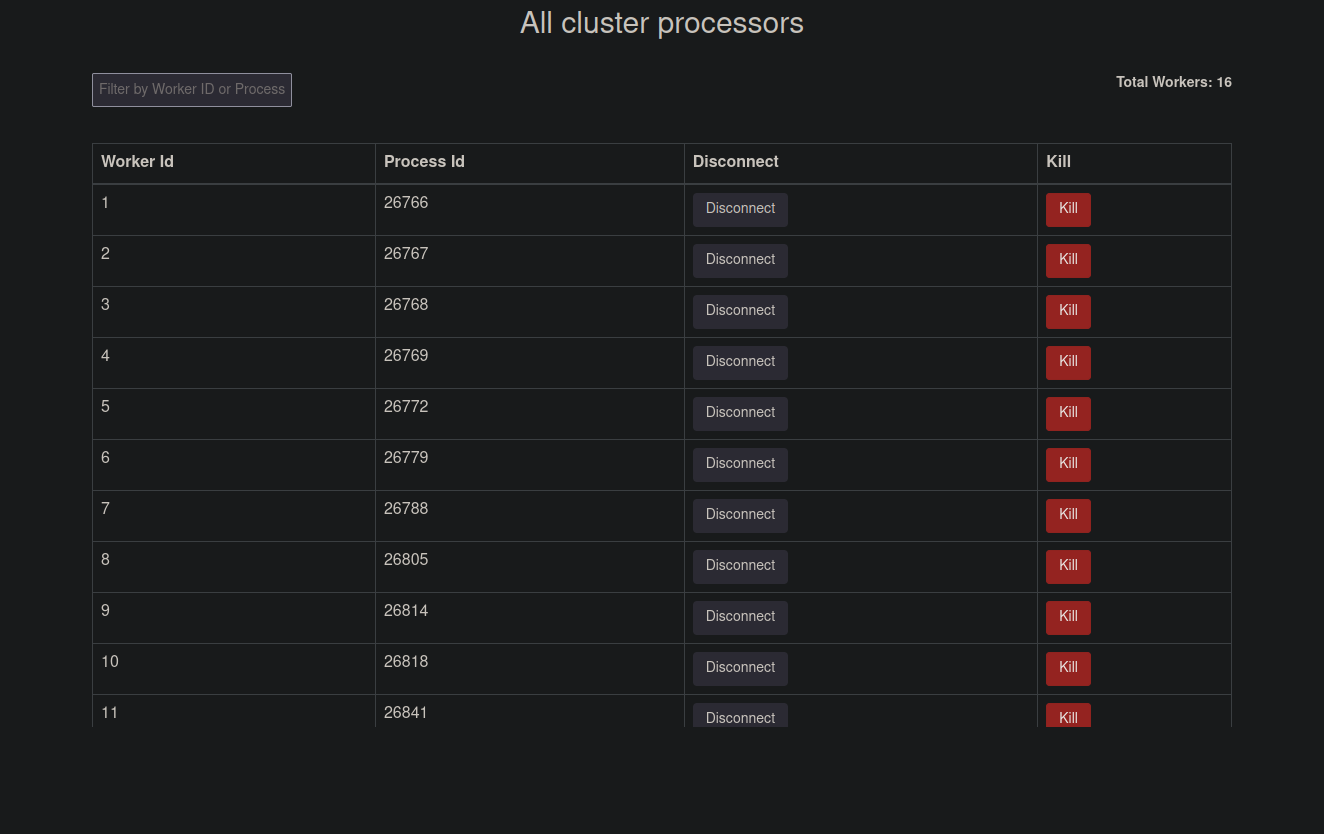 All cluster processors
Filter by Worker ID or Process
Total Workers: 16
Worker Id Process Id Disconnect Kill
1 26766 Disconnect Kill
2 26767 Disconnect Kill
3 26768 Disconnect Kill
4 26769 Disconnect Kill
5 26772 Disconnect Kill
6 26779 Disconnect Kill
7 26788 Disconnect Kill
8 26805 Disconnect Kill
9 26814 Disconnect Kill
10 26818 Disconnect Kill
11 26841 Disconnect Kill